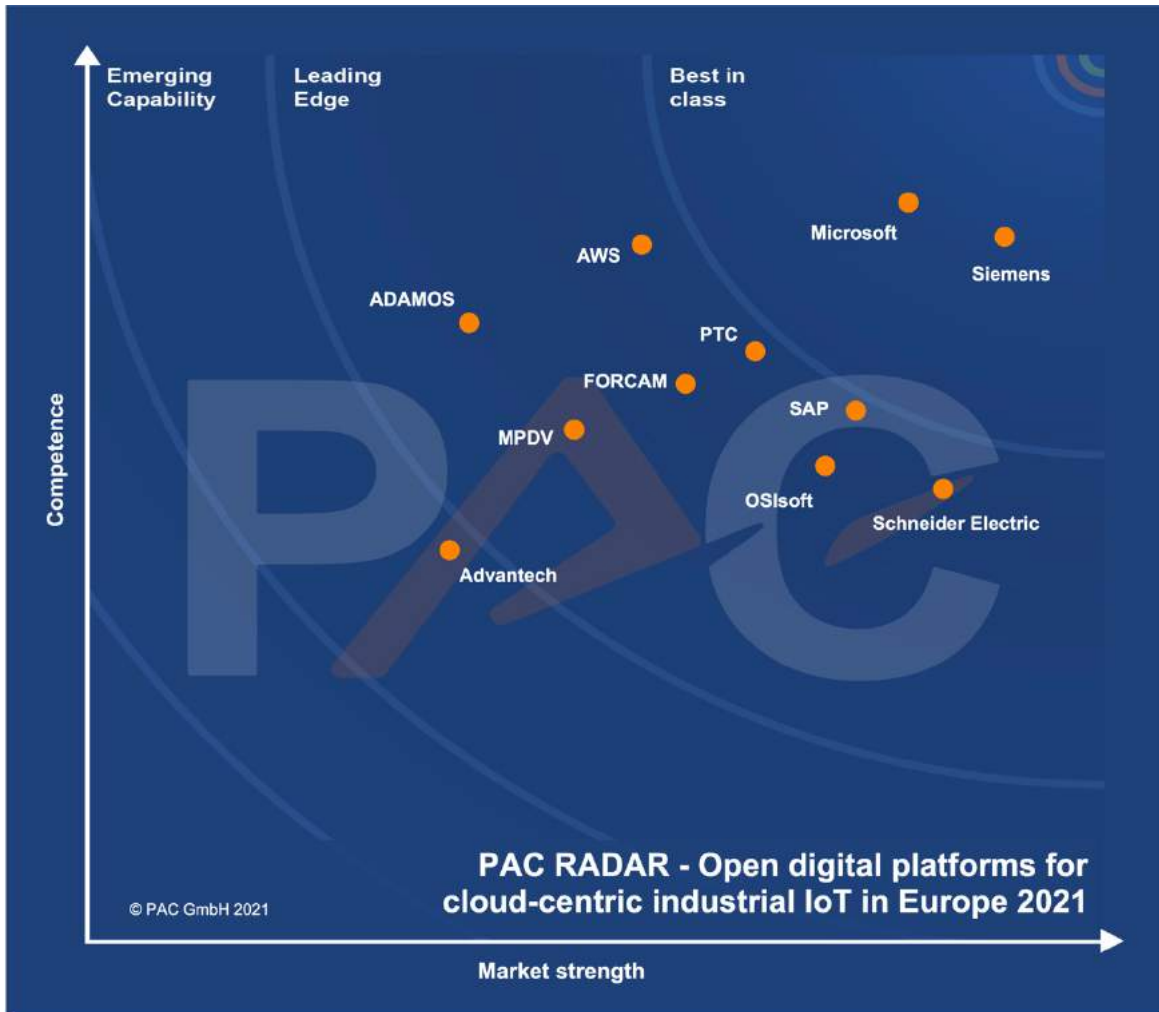 Emerging
Capability
Leading
Edge
Best in
class
Microsoft
AWS
Siemens
ADAMOS
PTC
FORCAM
SAP
MPDV
OSIsoft
Schneider Electric
Advantech
Competence
PAC
PAC RADAR - Open digital platforms for
cloud-centric industrial IoT in Europe 2021
© PAC GmbH 2021
Market strength